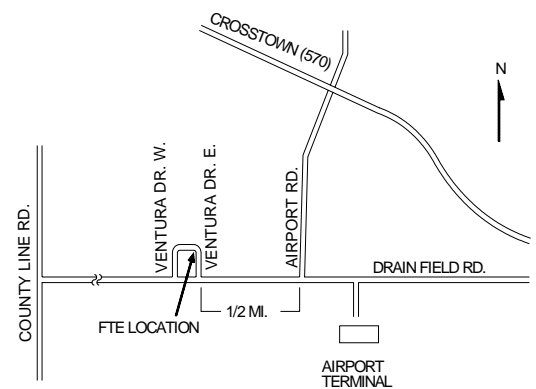 CROSSTOWN (570)
N
COUNTY LINE RD.
VENTURA DR. W.
VENTURA DR. E.
AIRPORT RD.
DRAIN FIELD RD.
1/2 MI.
FTE LOCATION
AIRPORT
TERMINAL